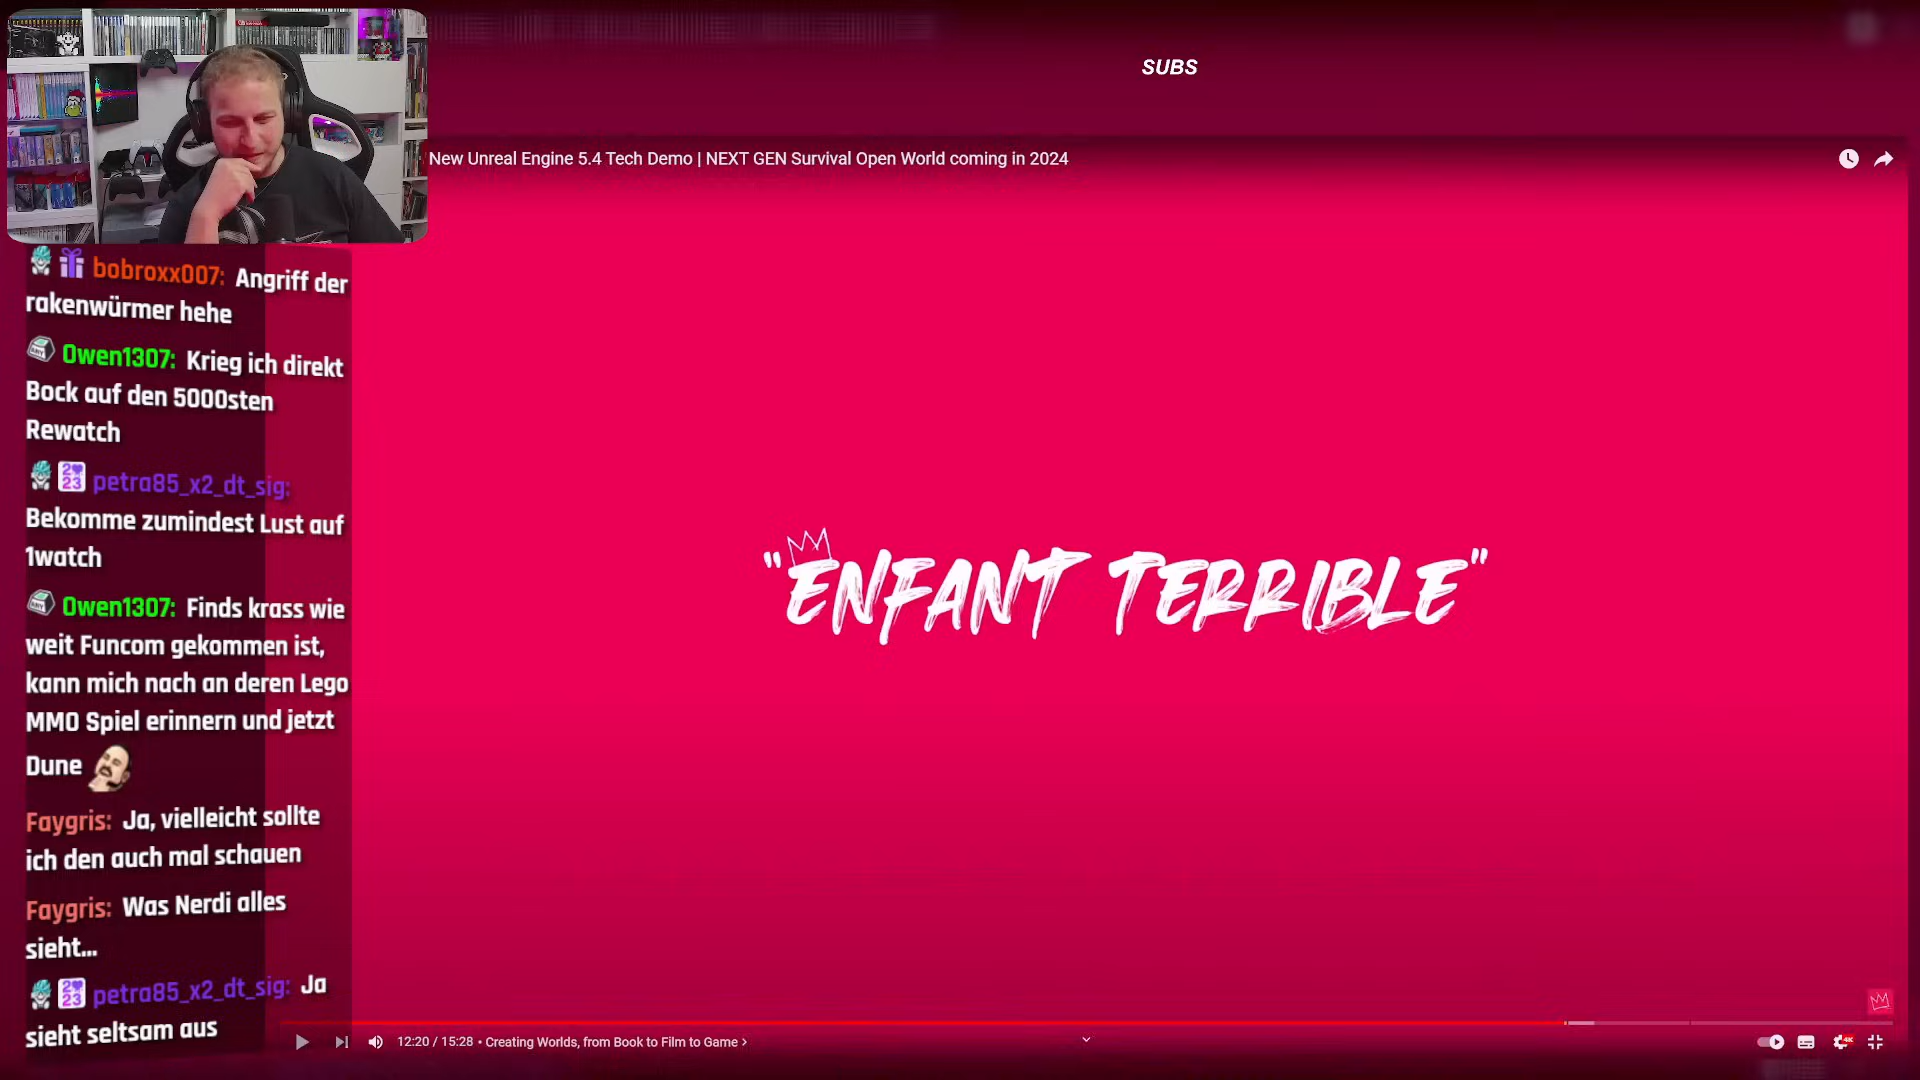 SUBS
New Unreal Engine 5.4 Tech Demo | NEXT GEN Survival Open World coming in 2024
bobroxx007: Angriff der
rakenwürmer hehe
Owen1307: Krieg ich direkt
Bock auf den 5000sten
Rewatch
petra85_x2_dt_sig:
Bekomme zumindest Lust auf
1watch
Owen1307: Finds krass wie
weit Funcom gekommen ist,
kann mich nach an deren Lego
MMO Spiel erinnern und jetzt
Dune
Faygris: Ja, vielleicht sollte
ich den auch mal schauen
Faygris: Was Nerdi alles
sieht...
petra85_x2_dt_sig: Ja
sieht seltsam aus
"ENFANT TERRIBLE"
12:20 / 15:28 • Creating Worlds, from Book to Film to Game ›
4K